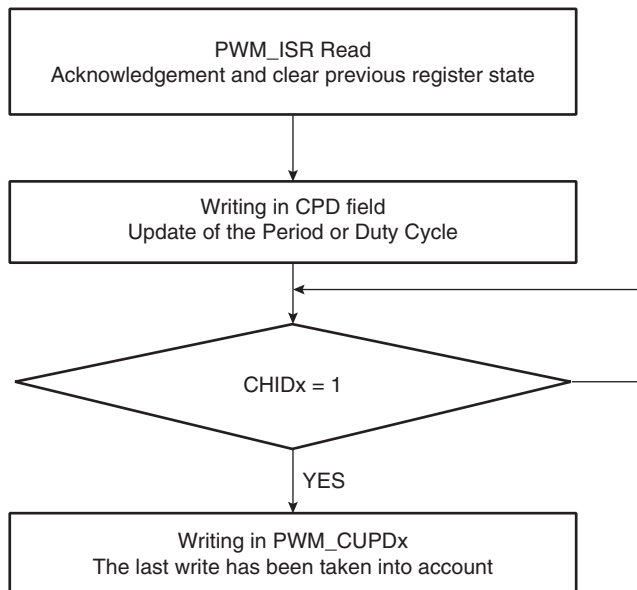 PWM_ISR Read
Acknowledgement and clear previous register state
Writing in CPD field
Update of the Period or Duty Cycle
CHIDx = 1
YES
Writing in PWM_CUPDx
The last write has been taken into account